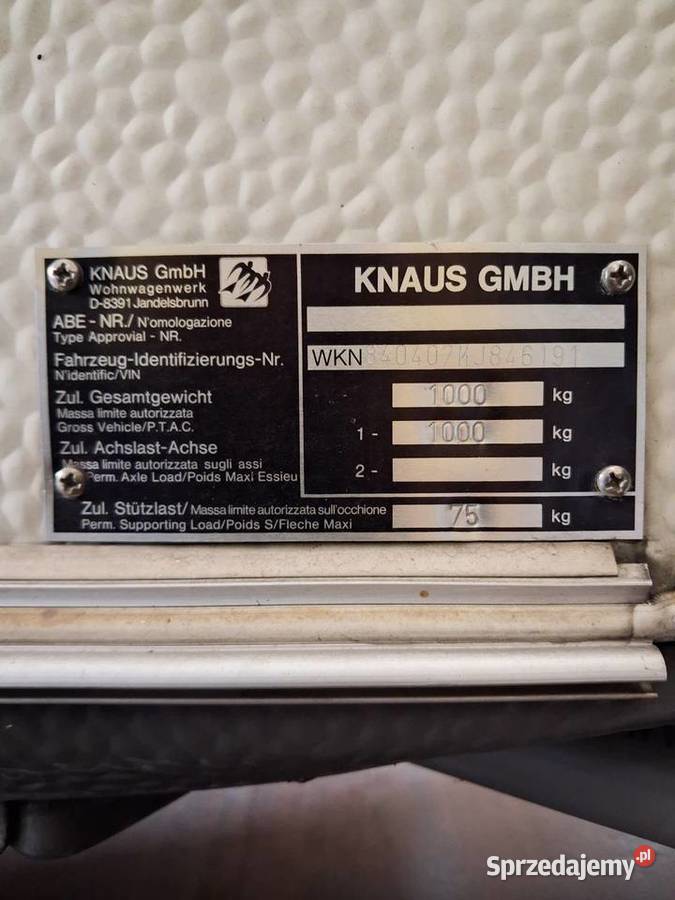 KNAUS GmbH
Wohnwagenwerk
D-8391 Jandelsbrunn
KNAUS GMBH
ABE-NR./ N'omologazione
Type Approvial - NR.
Fahrzeug-Identifizierungs-Nr.
N'identific/VIN
WKN840407KJ846191
Zul. Gesamtgewicht
Massa limite autorizzata
Gross Vehicle/P.T.A.C.
1000 kg
Zul. Achslast-Achse
Massa limite autorizzata sugli assi
Perm. Axle Load/Poids Maxi Essieu
1- 1000 kg
2- kg
Zul. Stützlast/ Massa limite autorizzata sull'occhione
Perm. Supporting Load/Poids S/Fleche Maxi
75 kg
Sprzedajemy.pl